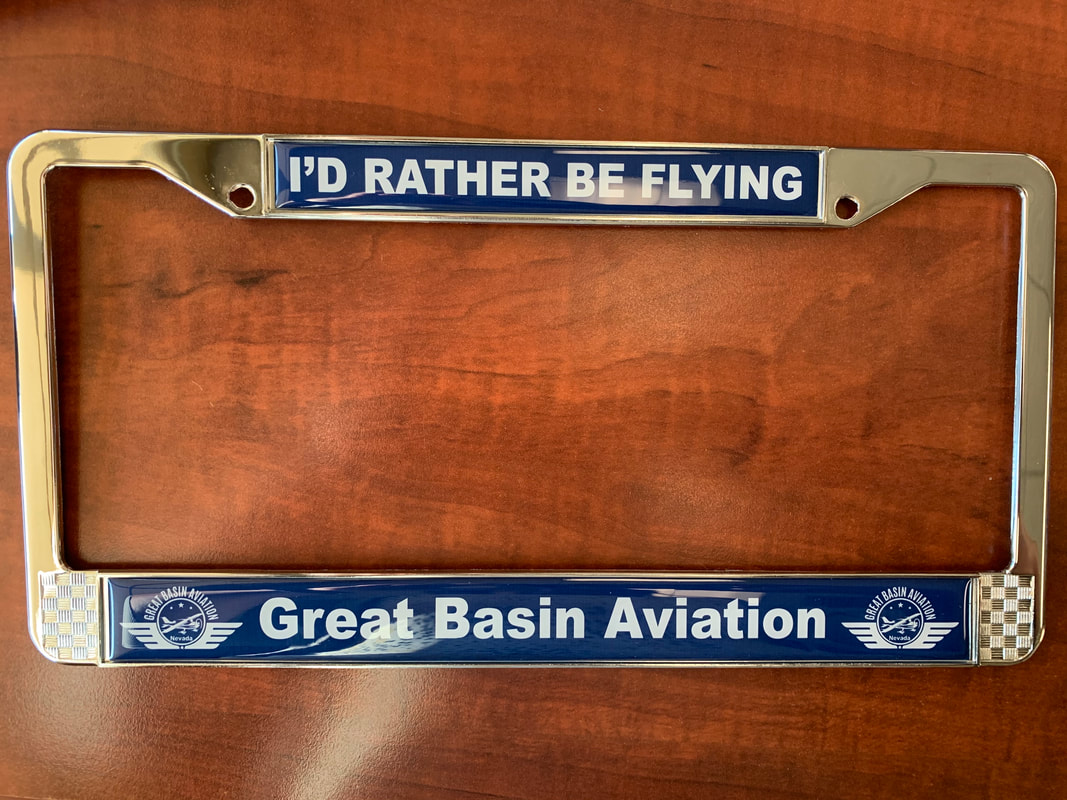 I'D RATHER BE FLYING
GREAT BASIN AVIATION
Nevada
Great Basin Aviation
GREAT BASIN AVIATION
Nevada